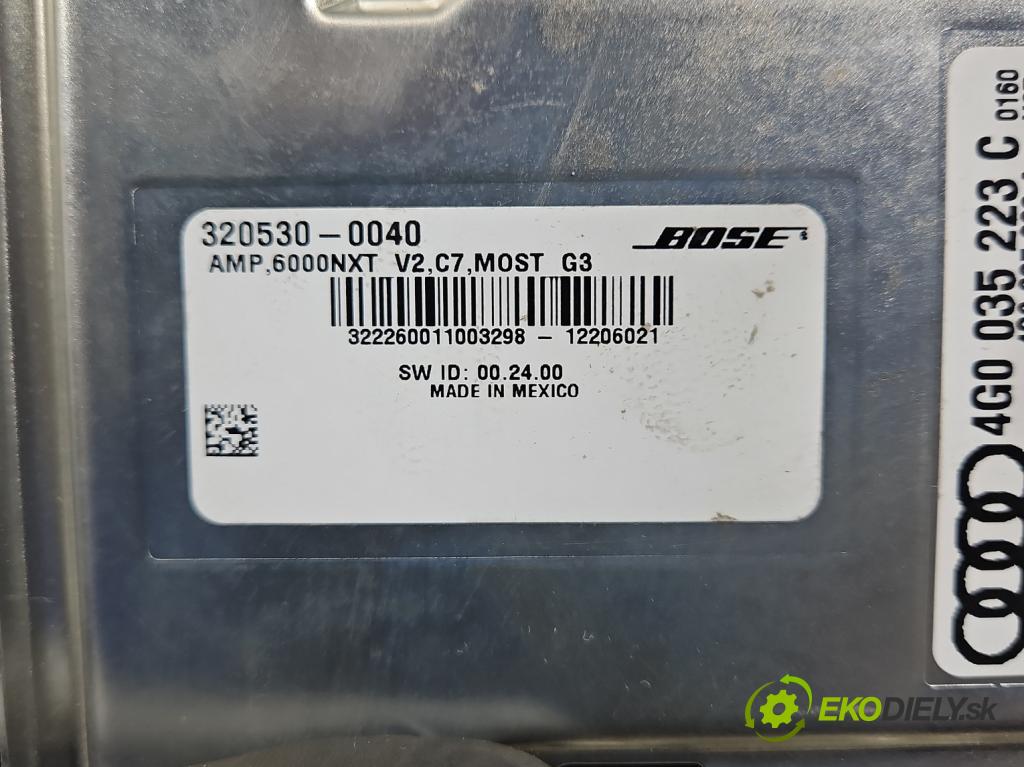 320530-0040
BOSE
AMP,6000NXT V2,C7,MOST G3
322260011003298 - 12206021
SW ID: 00.24.00
MADE IN MEXICO
4G0 035 223 C 0160
EKODIELY.sk